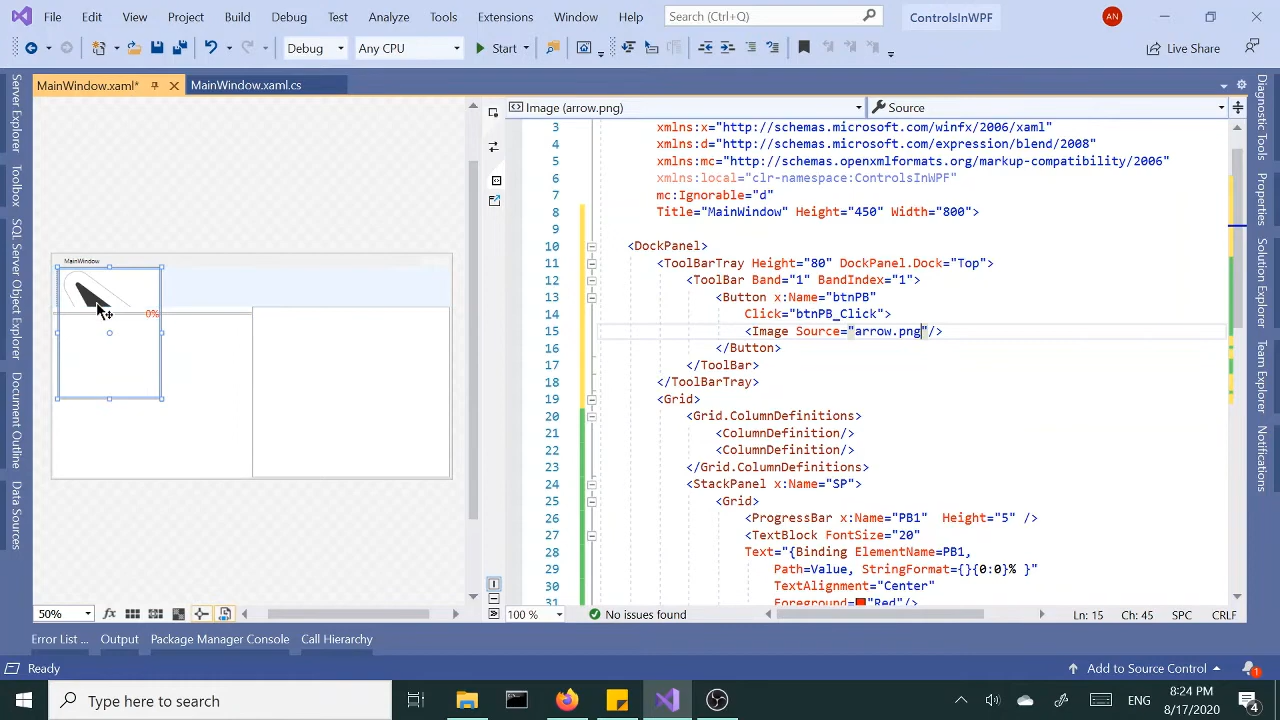 File Edit View Project Build Debug Test Analyze Tools Extensions Window Help Search (Ctrl+Q) ControlsInWPF AN
Debug Any CPU Start Live Share
MainWindow.xaml* MainWindow.xaml.cs
Image (arrow.png) Source
3 xmlns:x="http://schemas.microsoft.com/winfx/2006/xaml"
4 xmlns:d="http://schemas.microsoft.com/expression/blend/2008"
5 xmlns:mc="http://schemas.openxmlformats.org/markup-compatibility/2006"
6 xmlns:local="clr-namespace:ControlsInWPF"
7 mc:Ignorable="d"
8 Title="MainWindow" Height="450" Width="800">
9
10 <DockPanel>
11 <ToolBarTray Height="80" DockPanel.Dock="Top">
12 <ToolBar Band="1" BandIndex="1">
13 <Button x:Name="btnPB"
14 Click="btnPB_Click">
15 <Image Source="arrow.png"/>
16 </Button>
17 </ToolBar>
18 </ToolBarTray>
19 <Grid>
20 <Grid.ColumnDefinitions>
21 <ColumnDefinition/>
22 <ColumnDefinition/>
23 </Grid.ColumnDefinitions>
24 <StackPanel x:Name="SP">
25 <Grid>
26 <ProgressBar x:Name="PB1" Height="5" />
27 <TextBlock FontSize="20"
28 Text="{Binding ElementName=PB1,
29 Path=Value, StringFormat={}{0:0}% }"
30 TextAlignment="Center"
31 Foreground="Red"/>
MainWindow
0%
Server Explorer
Toolbox
SQL Server Object Explorer
Document Outline
Data Sources
Diagnostic Tools
Properties
Solution Explorer
Team Explorer
Notifications
50% fx
100 % No issues found Ln: 15 Ch: 45 SPC CRLF
Error List ... Output Package Manager Console Call Hierarchy
Ready Add to Source Control 1
Type here to search
ENG
8:24 PM
8/17/2020
4